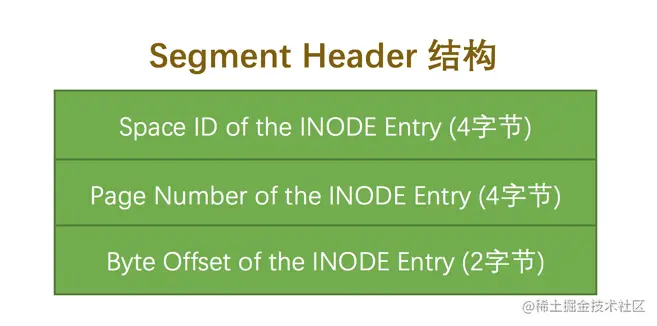 Segment Header 结构
Space ID of the INODE Entry (4字节)
Page Number of the INODE Entry (4字节)
Byte Offset of the INODE Entry (2字节)
@稀土掘金技术社区